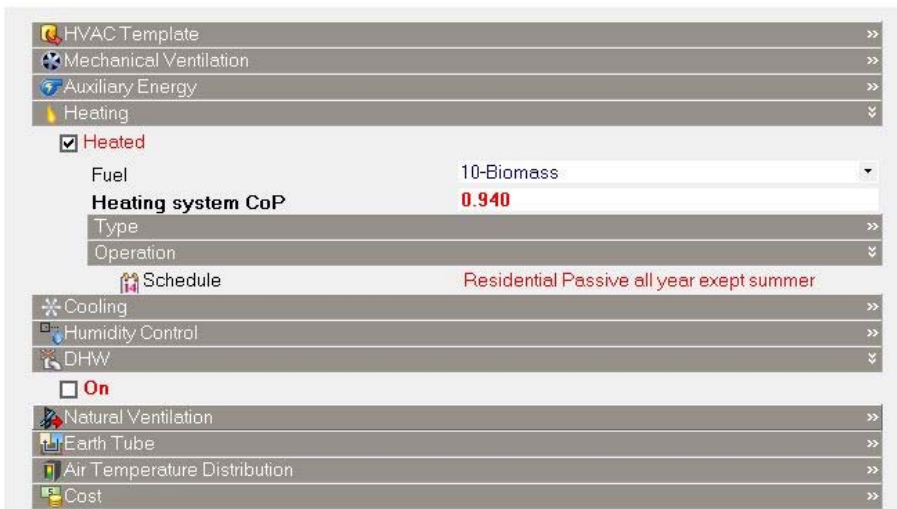 HVAC Template
Mechanical Ventilation
Auxiliary Energy
Heating
Heated
Fuel 10-Biomass
Heating system CoP 0.940
Type
Operation
14 Schedule Residential Passive all year exept summer
Cooling
Humidity Control
DHW
On
Natural Ventilation
Earth Tube
Air Temperature Distribution
Cost